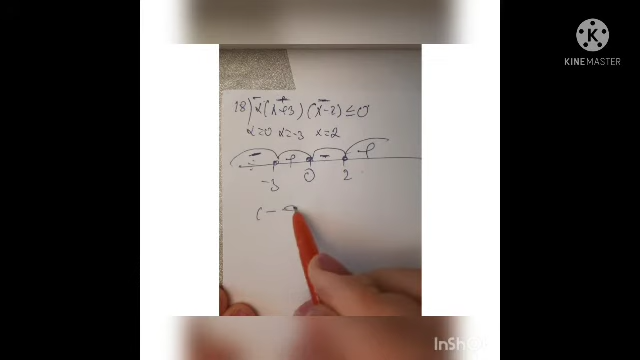 KINEMASTER
18) x(x+3)(x-2) ≤ 0
x=0 x=-3 x=2
- + - +
-3 0 2
(-
InShOt